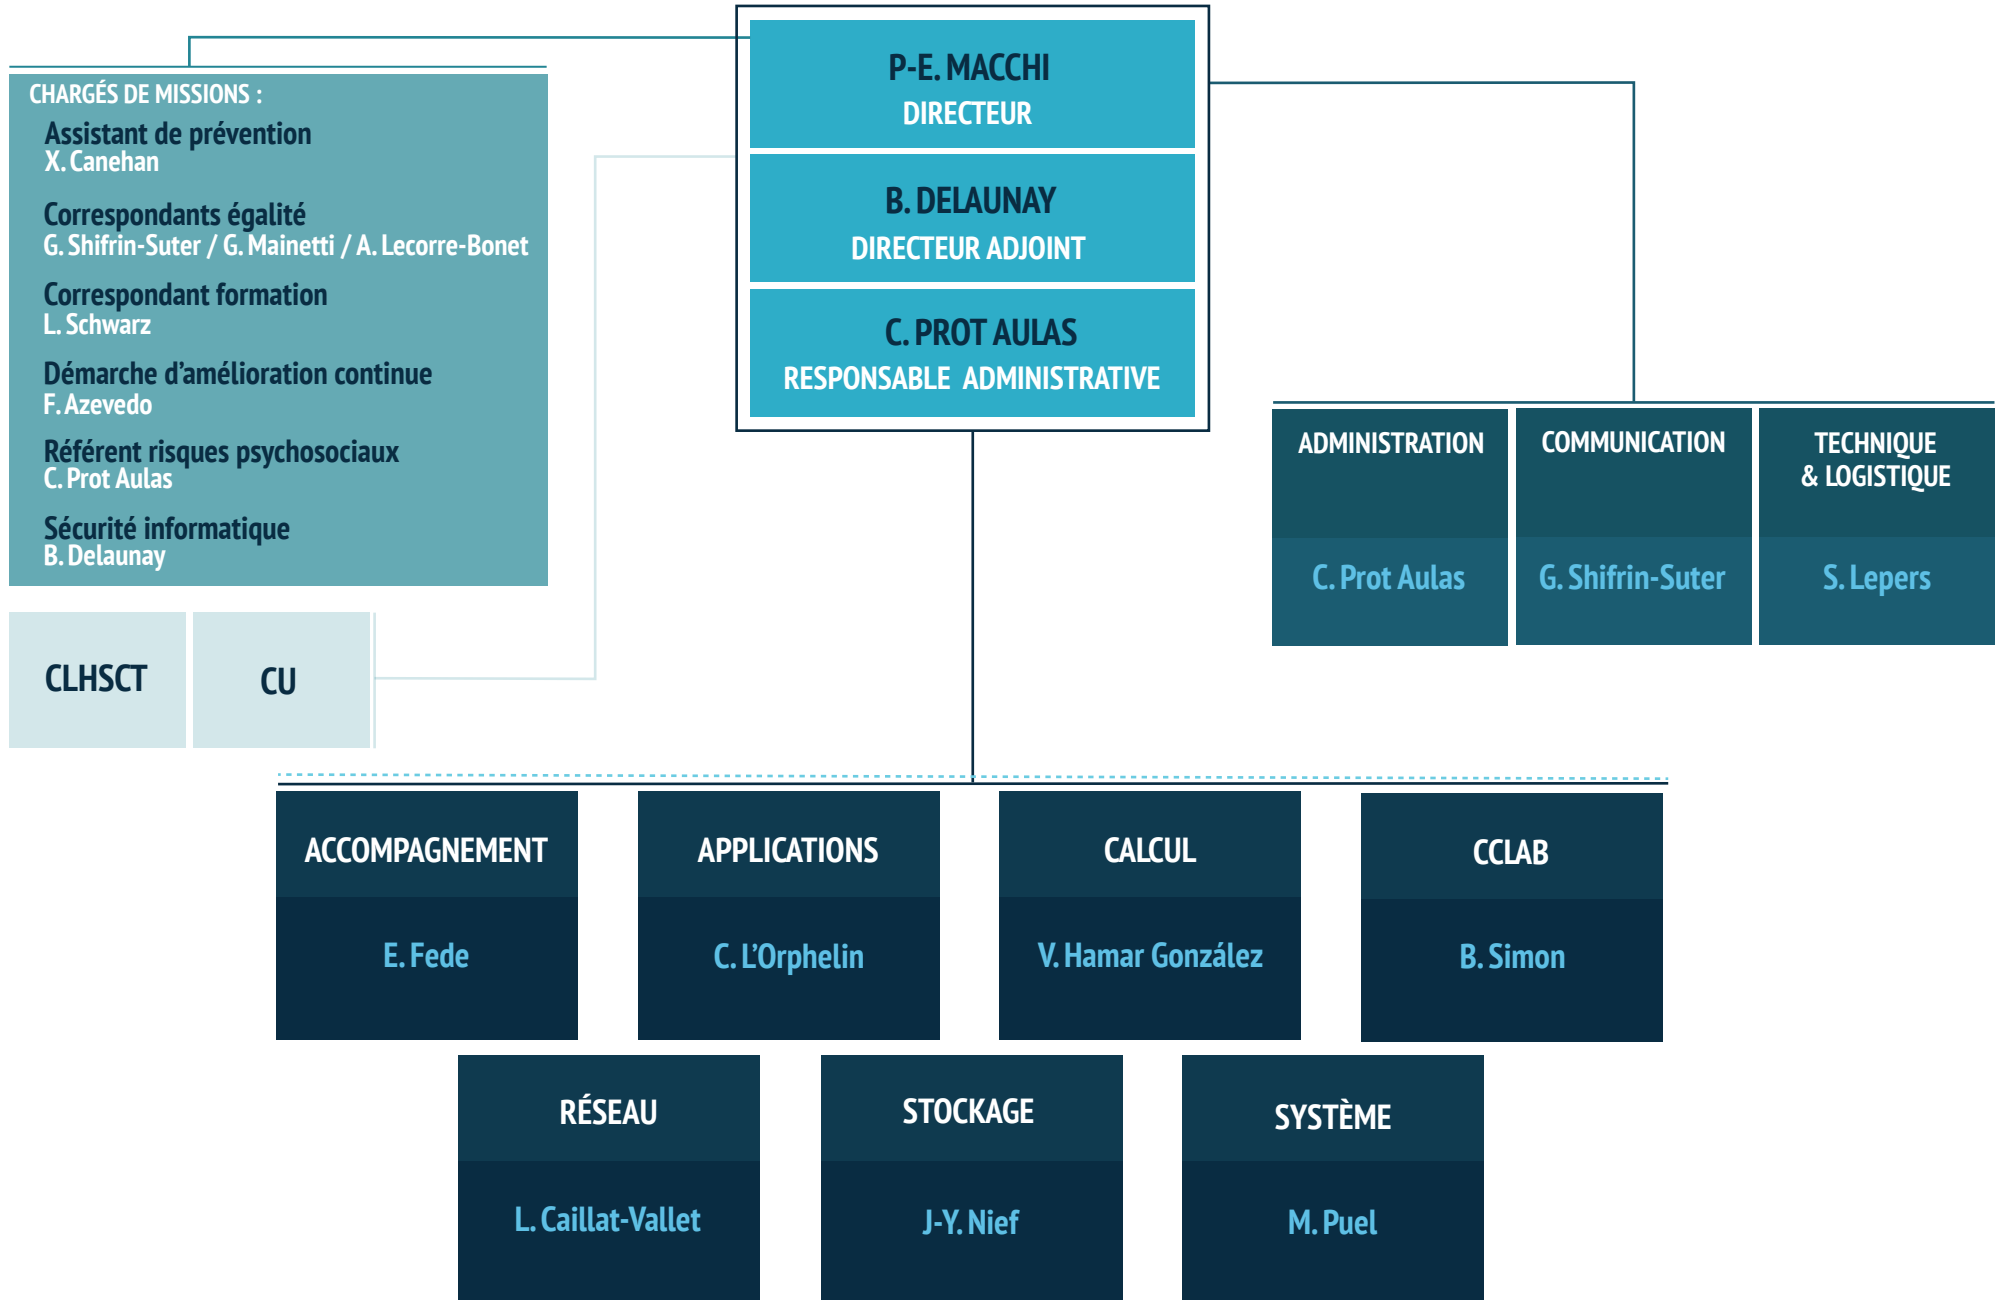 P-E. MACCHI
DIRECTEUR
B. DELAUNAY
DIRECTEUR ADJOINT
C. PROT AULAS
RESPONSABLE ADMINISTRATIVE
CHARGÉS DE MISSIONS :
Assistant de prévention
X. Canehan
Correspondants égalité
G. Shifrin-Suter / G. Mainetti / A. Lecorre-Bonet
Correspondant formation
L. Schwarz
Démarche d’amélioration continue
F. Azevedo
Référent risques psychosociaux
C. Prot Aulas
Sécurité informatique
B. Delaunay
CLHSCT
CU
ADMINISTRATION
C. Prot Aulas
COMMUNICATION
G. Shifrin-Suter
TECHNIQUE
& LOGISTIQUE
S. Lepers
ACCOMPAGNEMENT
E. Fede
APPLICATIONS
C. L’Orphelin
CALCUL
V. Hamar González
CCLAB
B. Simon
RÉSEAU
L. Caillat-Vallet
STOCKAGE
J-Y. Nief
SYSTÈME
M. Puel